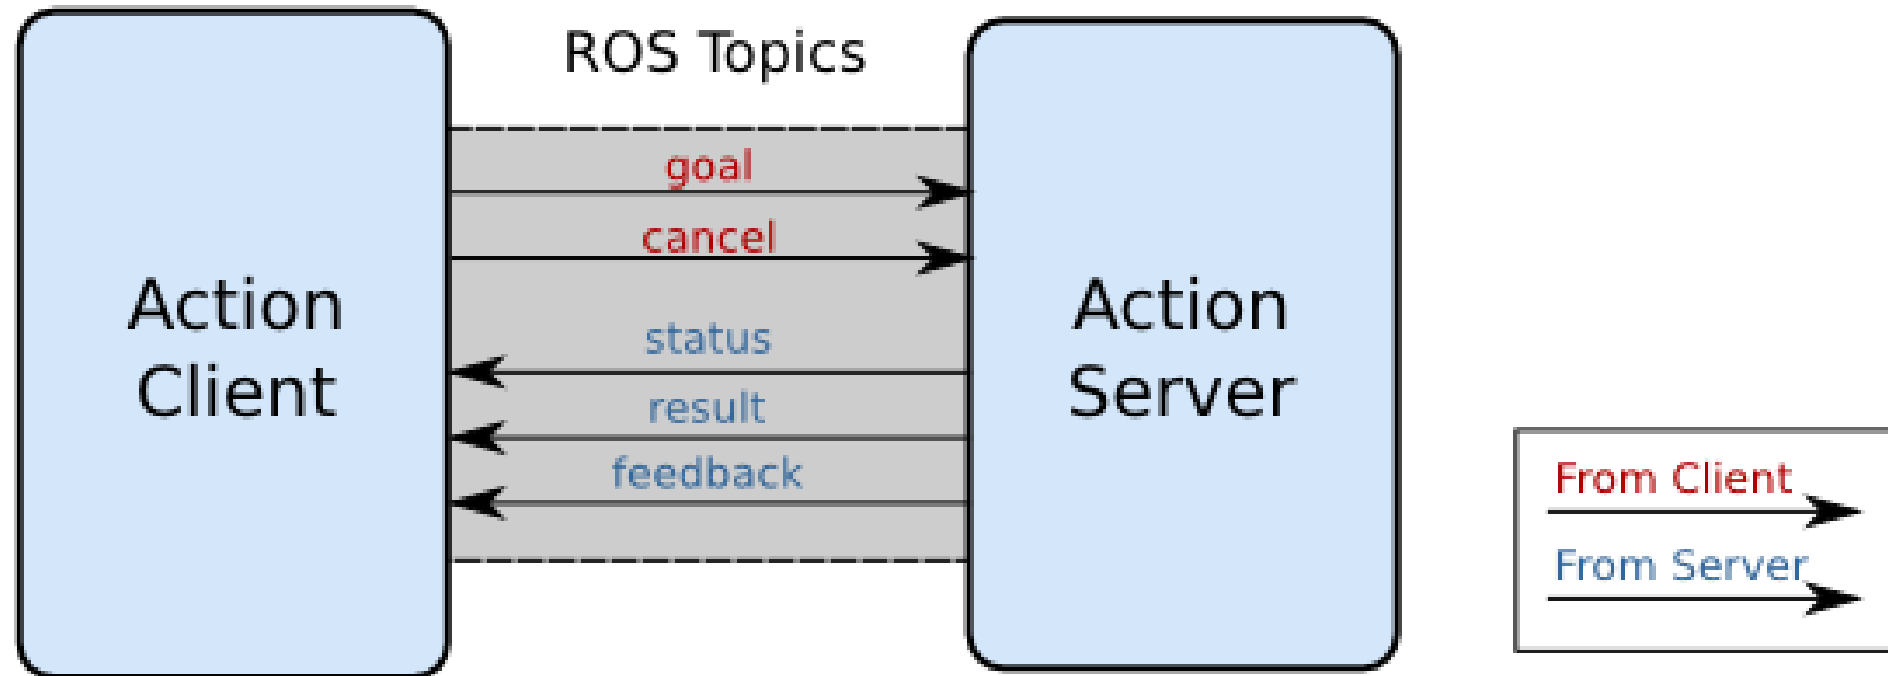 ROS Topics
goal
cancel
status
result
feedback
Action
Client
Action
Server
From Client
From Server